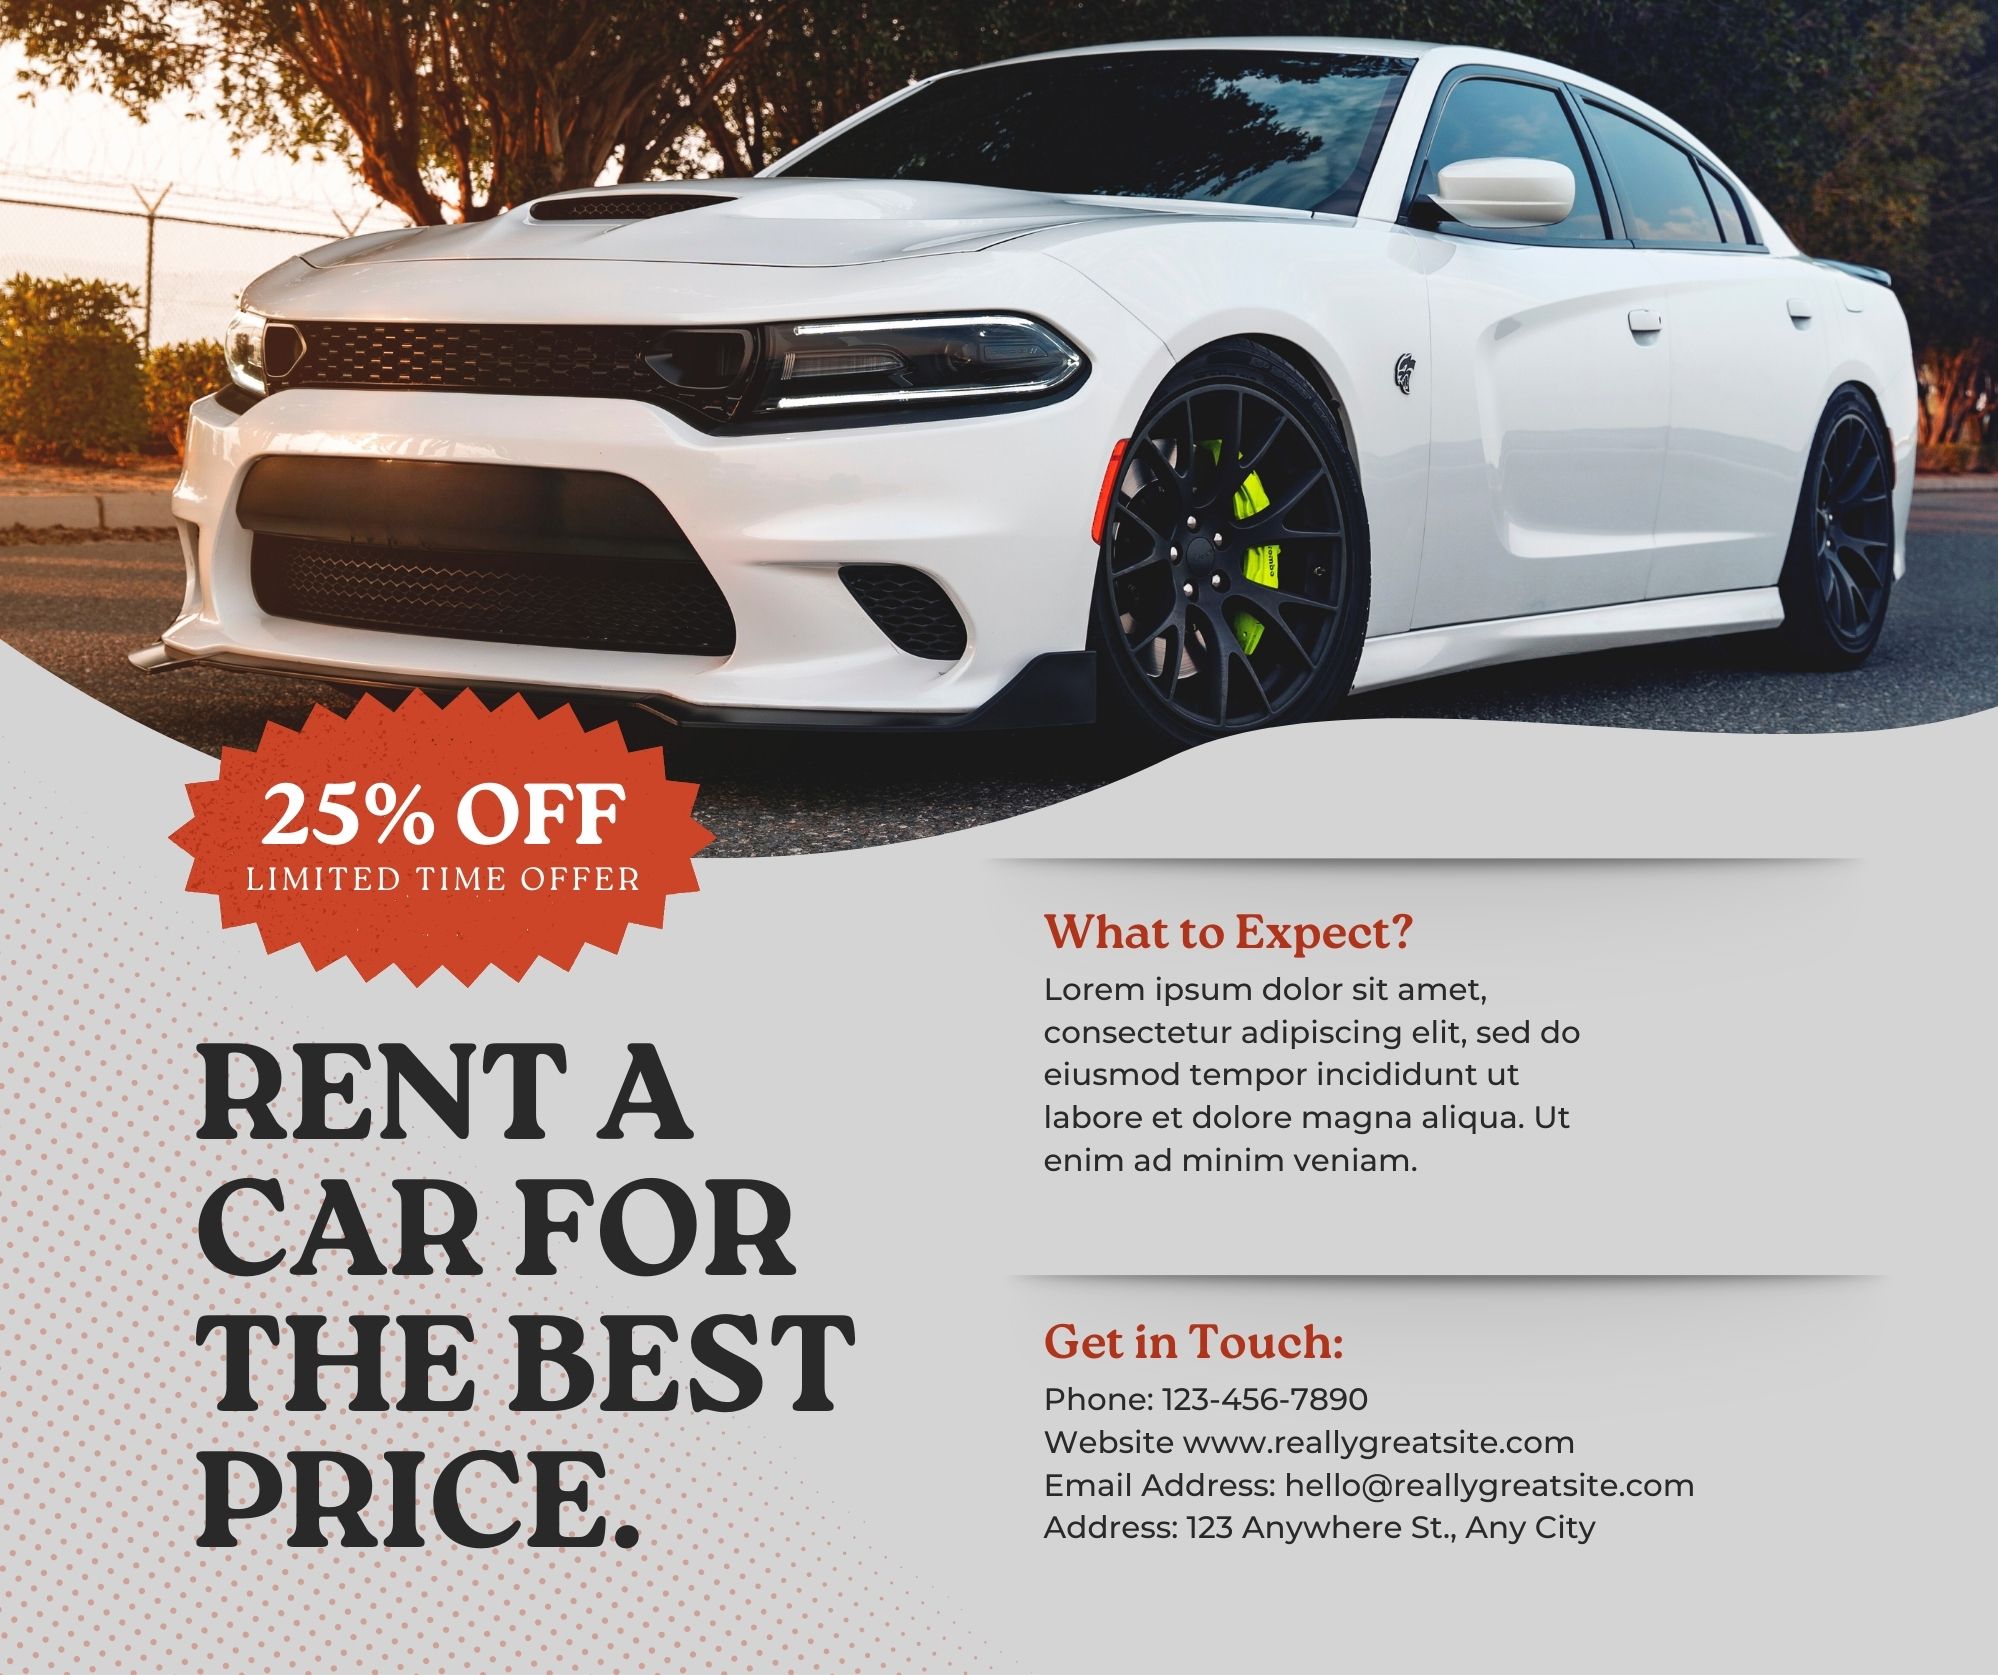 25% OFF
LIMITED TIME OFFER
RENT A
CAR FOR
THE BEST
PRICE.
What to Expect?
Lorem ipsum dolor sit amet,
consectetur adipiscing elit, sed do
eiusmod tempor incididunt ut
labore et dolore magna aliqua. Ut
enim ad minim veniam.
Get in Touch:
Phone: 123-456-7890
Website www.reallygreatsite.com
Email Address: hello@reallygreatsite.com
Address: 123 Anywhere St., Any City